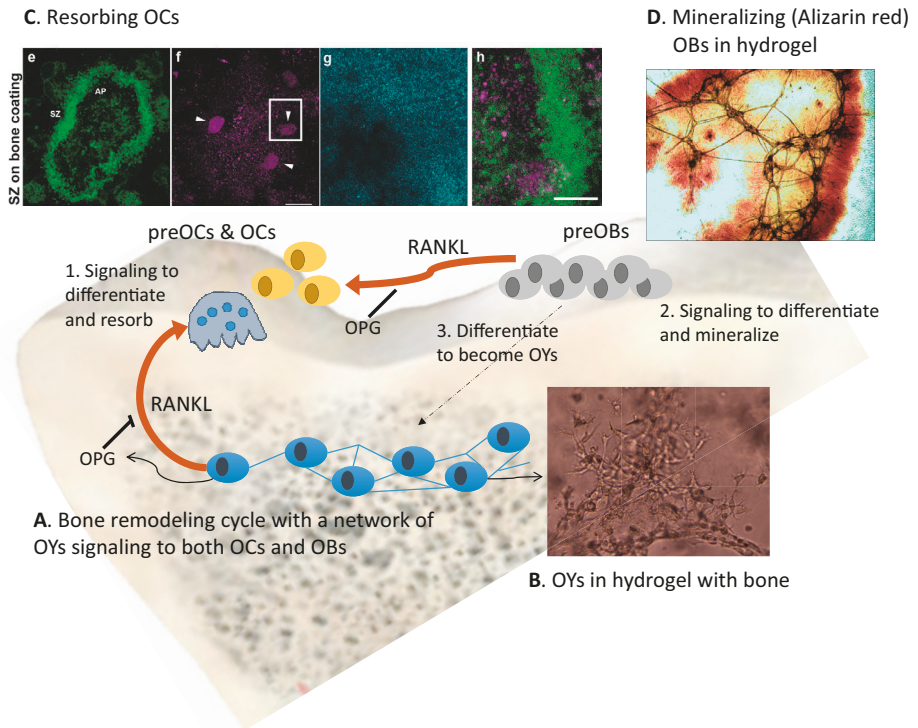 C. Resorbing OCs
D. Mineralizing (Alizarin red)
OBs in hydrogel
SZ on bone coating
e
AP
SZ
f
g
h
preOCs & OCs
RANKL
preOBs
1. Signaling to
differentiate
and resorb
OPG
3. Differentiate
to become OYs
2. Signaling to differentiate
and mineralize
RANKL
OPG
A. Bone remodeling cycle with a network of
OYs signaling to both OCs and OBs
B. OYs in hydrogel with bone